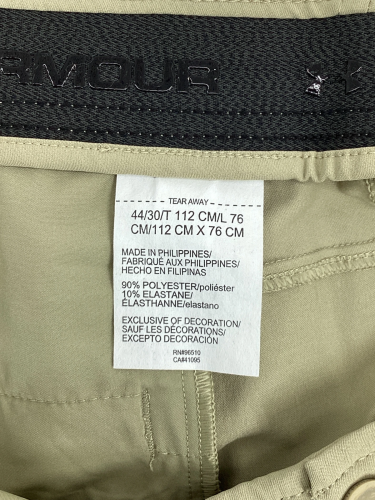 RMOUR
TEAR AWAY
44/30/T 112 CM/L 76
CM/112 CM X 76 CM
MADE IN PHILIPPINES/
FABRIQUÉ AUX PHILIPPINES/
HECHO EN FILIPINAS
90% POLYESTER/poliéster
10% ELASTANE/
ÉLASTHANNE/elastano
EXCLUSIVE OF DECORATION/
SAUF LES DÉCORATIONS/
EXCEPTO DECORACIÓN
RN#96510
CA#41095